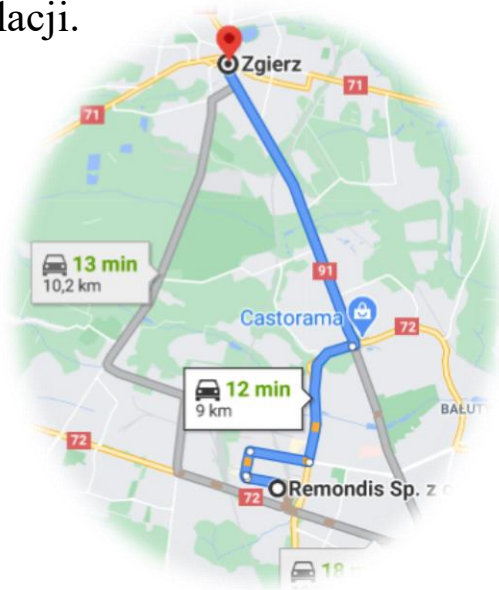 lacji.
Zgierz
71
71
13 min
10,2 km
91
Castorama
72
12 min
9 km
BAŁUT
72
72
Remondis Sp. z
18